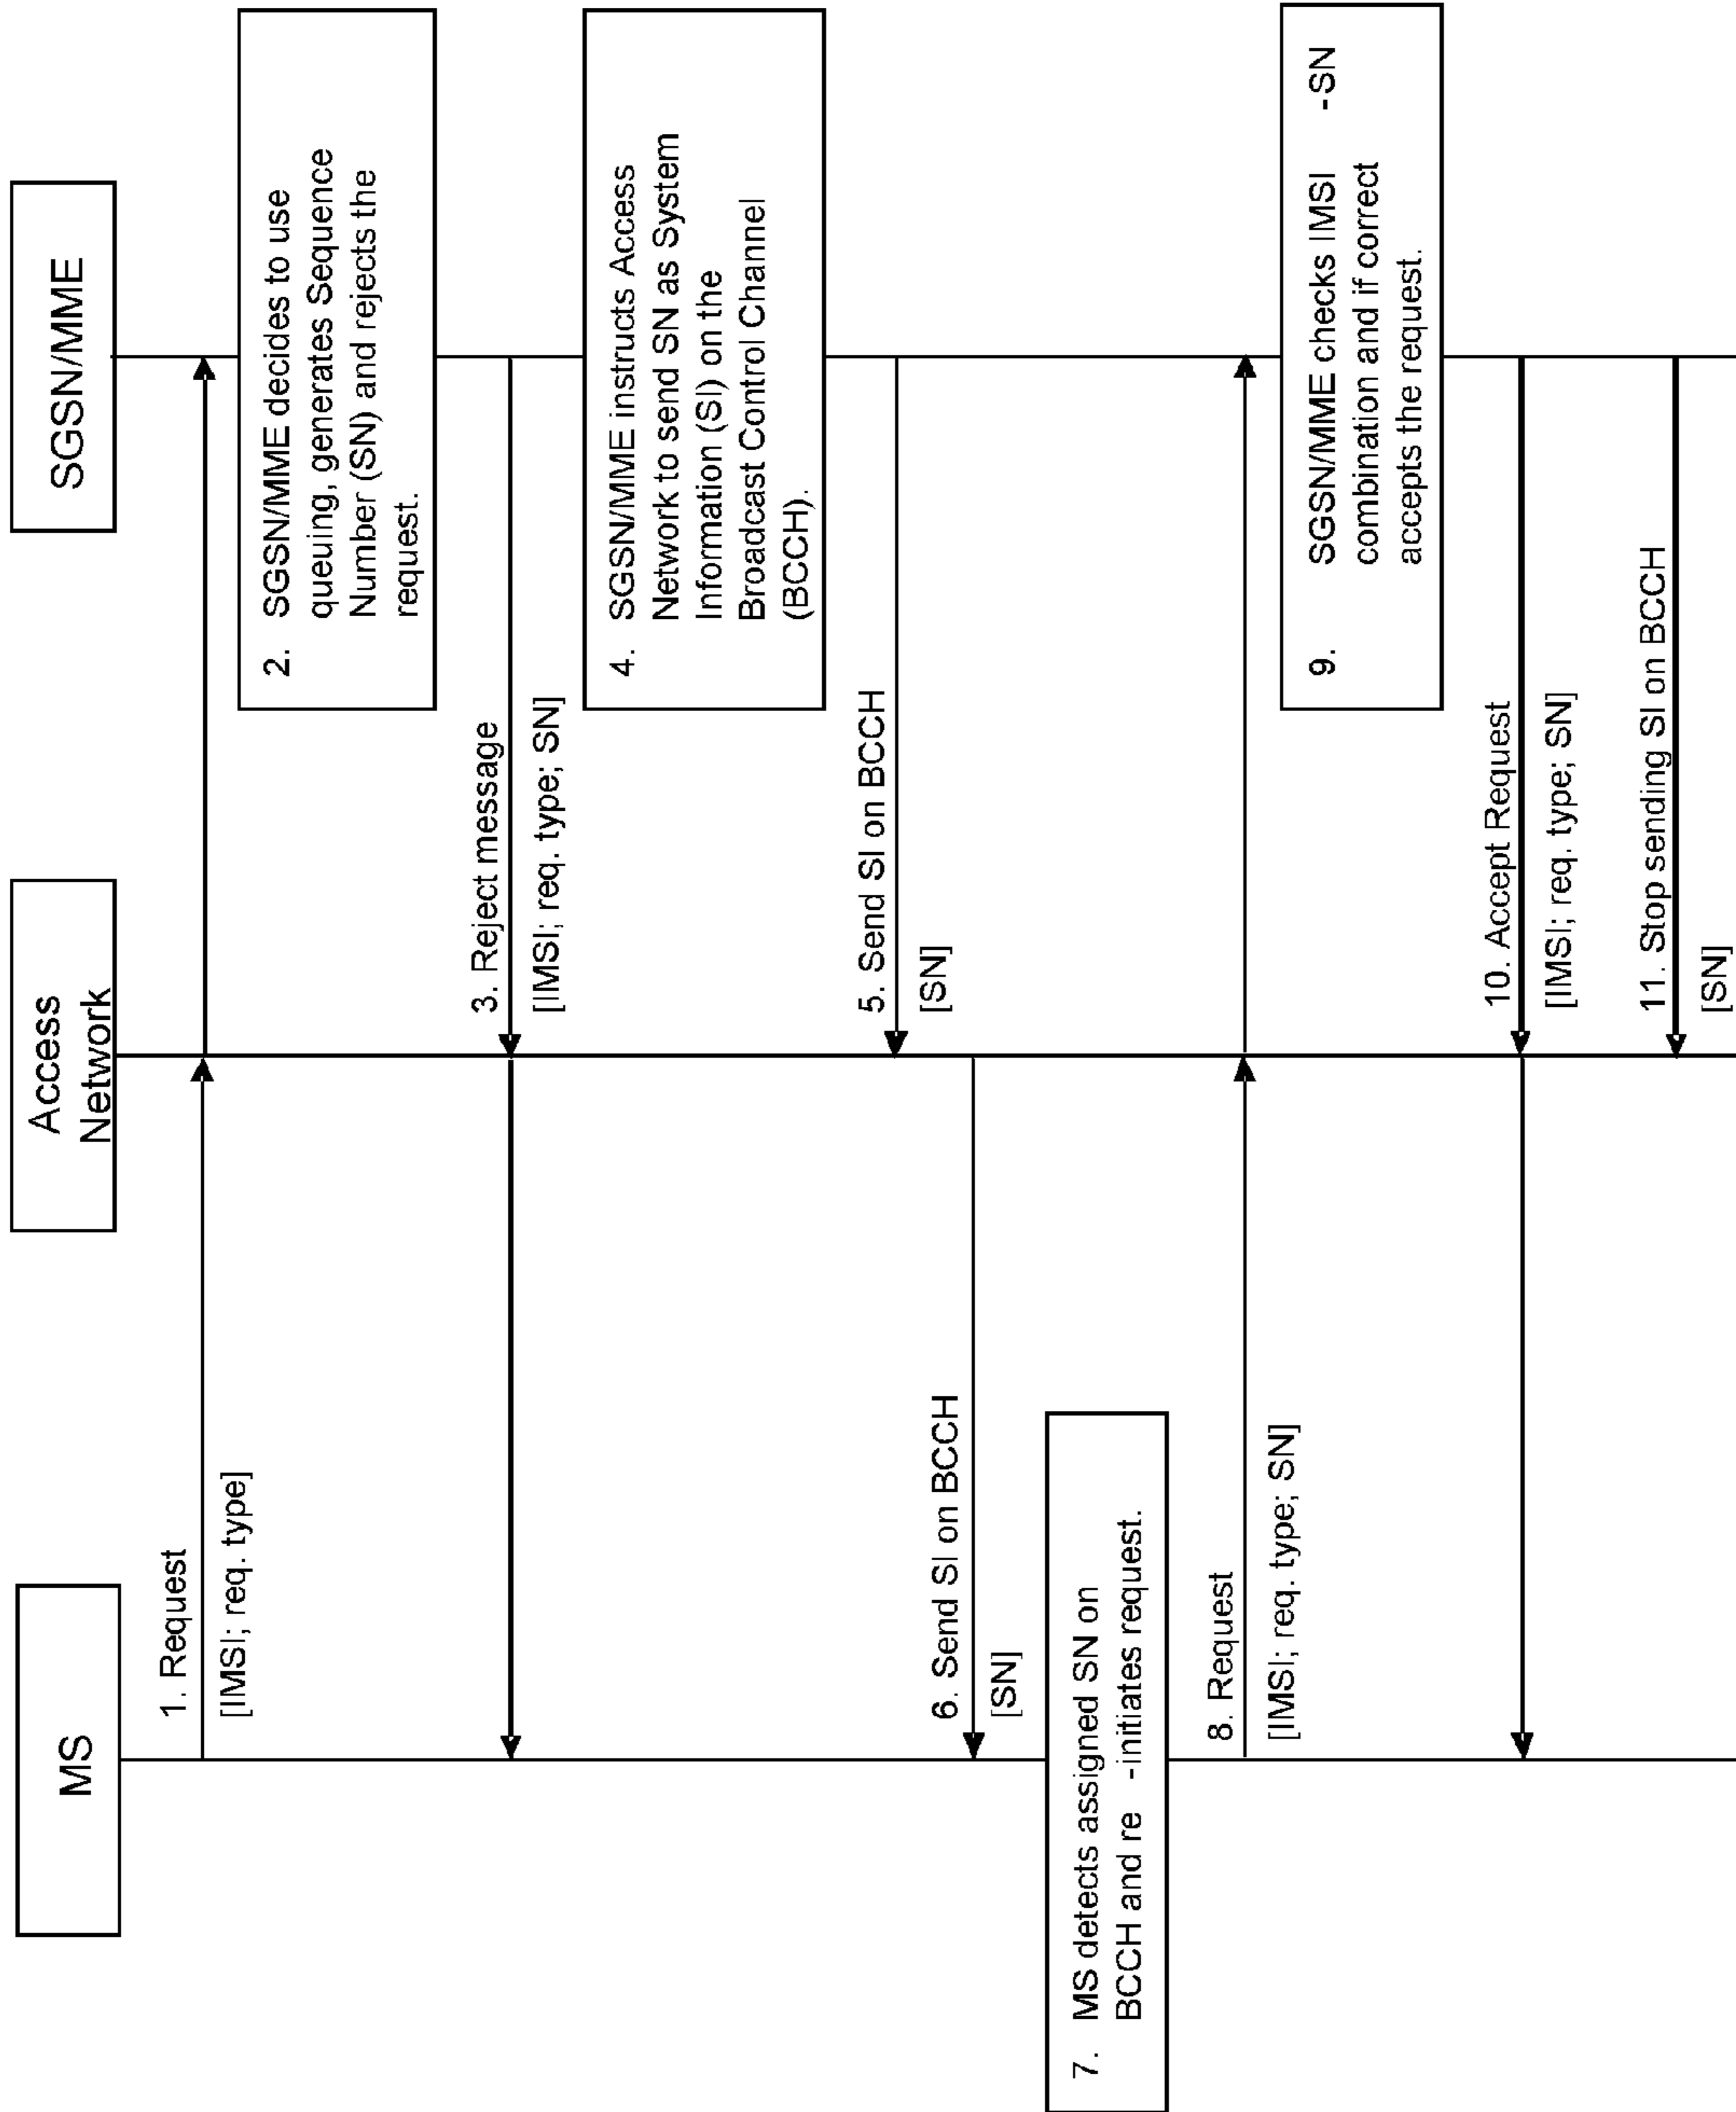 MS
Access
Network
SGSN/MME
1. Request
[IMSI; req. type]
2. SGSN/MME decides to use
queuing, generates Sequence
Number (SN) and rejects the
request.
3. Reject message
[IMSI; req. type; SN]
4. SGSN/MME instructs Access
Network to send SN as System
Information (SI) on the
Broadcast Control Channel
(BCCH).
5. Send SI on BCCH
[SN]
6. Send SI on BCCH
[SN]
7. MS detects assigned SN on
BCCH and re -initiates request.
8. Request
[IMSI; req. type; SN]
9. SGSN/MME checks IMSI -SN
combination and if correct
accepts the request.
10. Accept Request
[IMSI; req. type; SN]
11. Stop sending SI on BCCH
[SN]